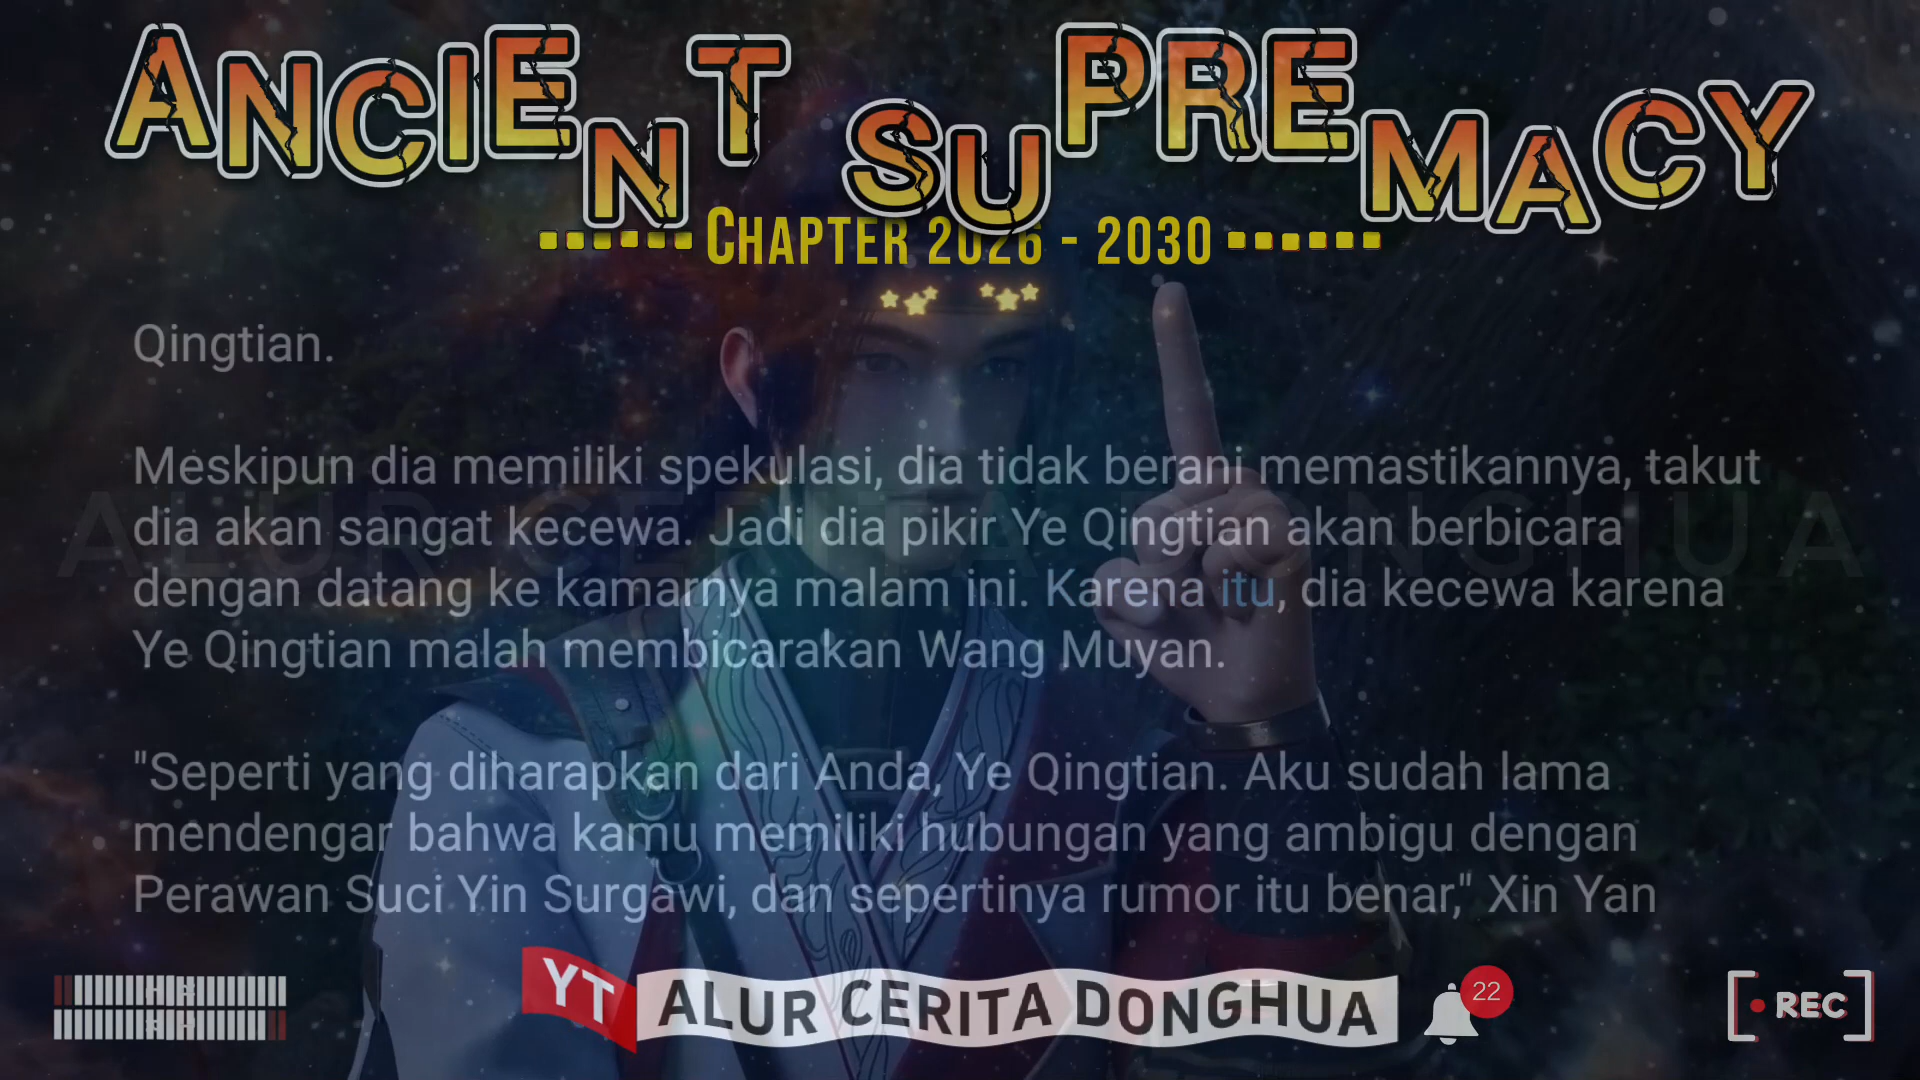 ANCIENT SUPREMACY
CHAPTER 2026 - 2030
Qingtian.
Meskipun dia memiliki spekulasi, dia tidak berani memastikannya, takut
dia akan sangat kecewa. Jadi dia pikir Ye Qingtian akan berbicara
dengan datang ke kamarnya malam ini. Karena itu, dia kecewa karena
Ye Qingtian malah membicarakan Wang Muyan.
ALUR CERITA DONGHUA
"Seperti yang diharapkan dari Anda, Ye Qingtian. Aku sudah lama
mendengar bahwa kamu memiliki hubungan yang ambigu dengan
Perawan Suci Yin Surgawi, dan sepertinya rumor itu benar," Xin Yan
YT ALUR CERITA DONGHUA
22
REC